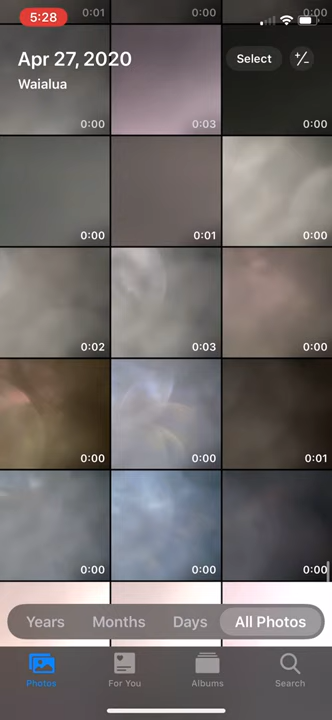 0:01 0:00 0:00
5:28
Apr 27, 2020
Waialua
Select
+/−
0:00 0:03 0:00
0:00 0:01 0:00
0:02 0:03 0:00
0:00 0:00 0:01
0:00 0:00 0:00
Years Months Days All Photos
Photos For You Albums Search